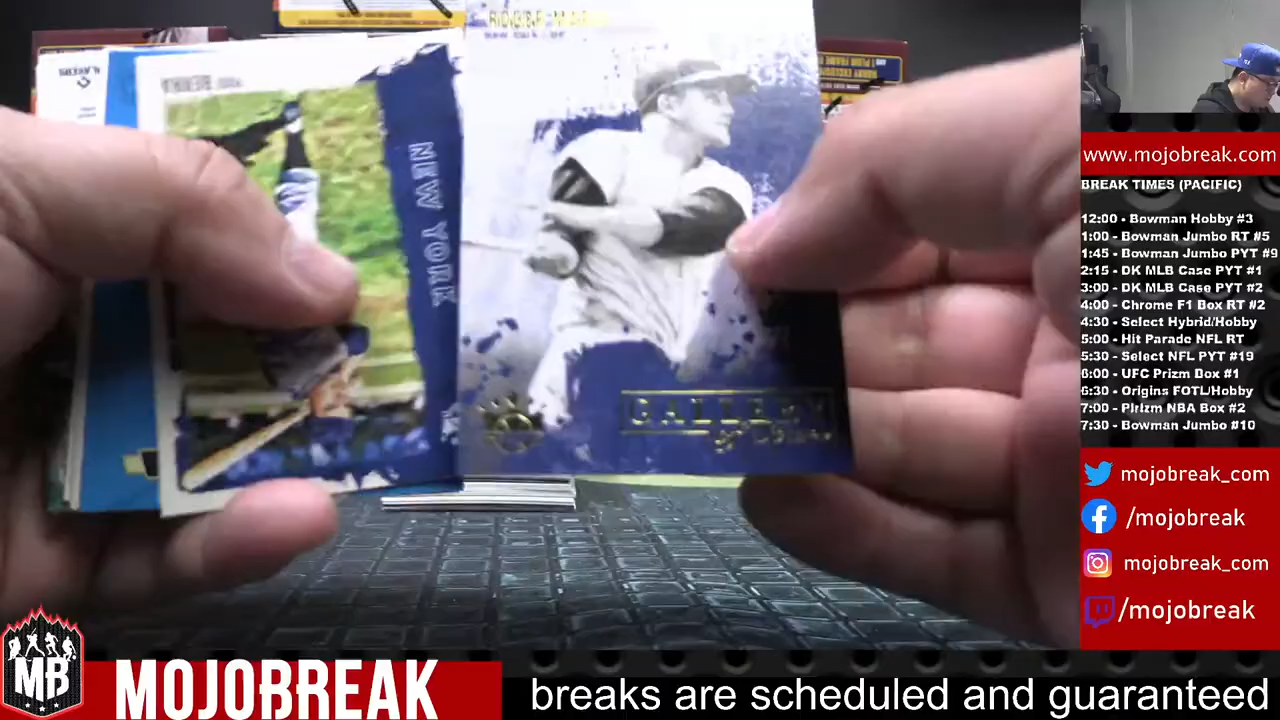 NEW YORK
GALLERY
www.mojobreak.com
BREAK TIMES (PACIFIC)
12:00 • Bowman Hobby #3
1:00 - Bowman Jumbo RT #5
1:45 - Bowman Jumbo PYT #9
2:15 - DK MLB Case PYT #1
3:00 - DK MLB Case PYT #2
4:00 - Chrome F1 Box RT #2
4:30 - Select Hybrid/Hobby
5:00 - Hit Parade NFL RT
5:30 - Select NFL PYT #19
6:00 - UFC Prizm Box #1
6:30 - Origins FOTL/Hobby
7:00 - Pirizm NBA Box #2
7:30 - Bowman Jumbo #10
mojobreak_com
/mojobreak
mojobreak_com
/mojobreak
MB
MOJOBREAK
breaks are scheduled and guaranteed